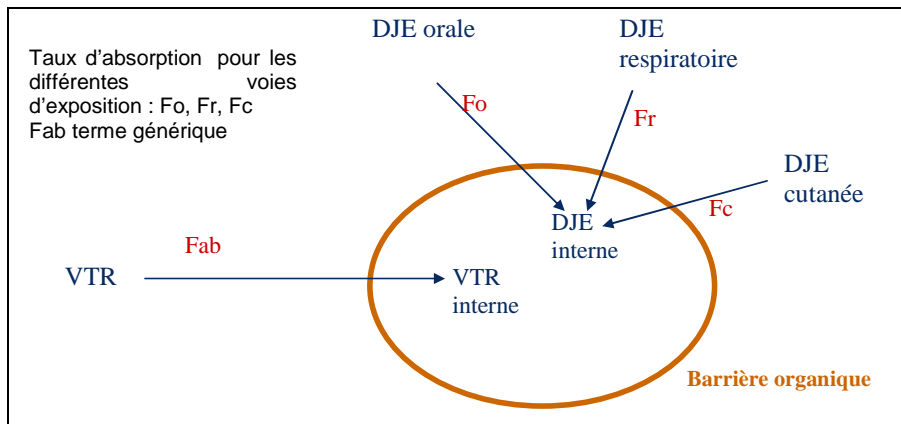 Taux d'absorption pour les
différentes voies
d'exposition : Fo, Fr, Fc
Fab terme générique
DJE orale
DJE
respiratoire
Fo
Fr
DJE
cutanée
Fc
DJE
interne
Fab
VTR
VTR
interne
Barrière organique